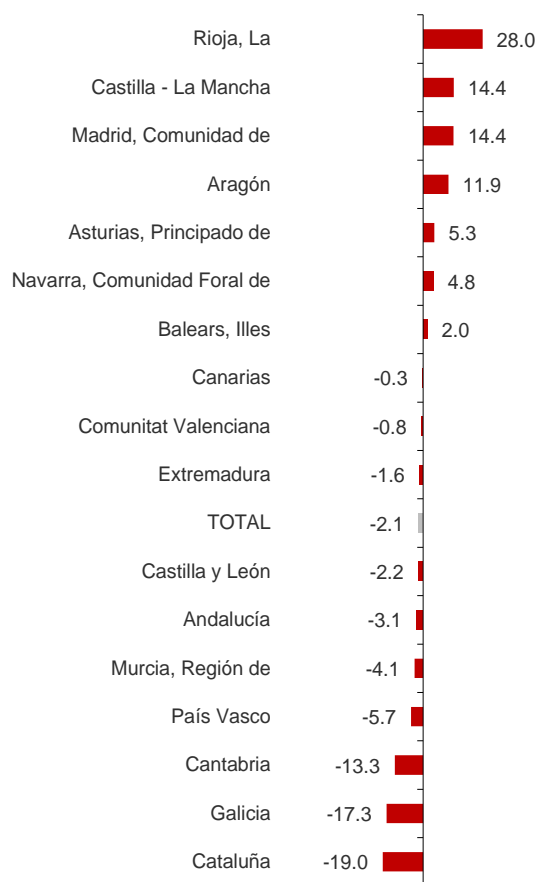 Rioja, La 28.0
Castilla - La Mancha 14.4
Madrid, Comunidad de 14.4
Aragón 11.9
Asturias, Principado de 5.3
Navarra, Comunidad Foral de 4.8
Balears, Illes 2.0
Canarias -0.3
Comunitat Valenciana -0.8
Extremadura -1.6
TOTAL -2.1
Castilla y León -2.2
Andalucía -3.1
Murcia, Región de -4.1
País Vasco -5.7
Cantabria -13.3
Galicia -17.3
Cataluña -19.0